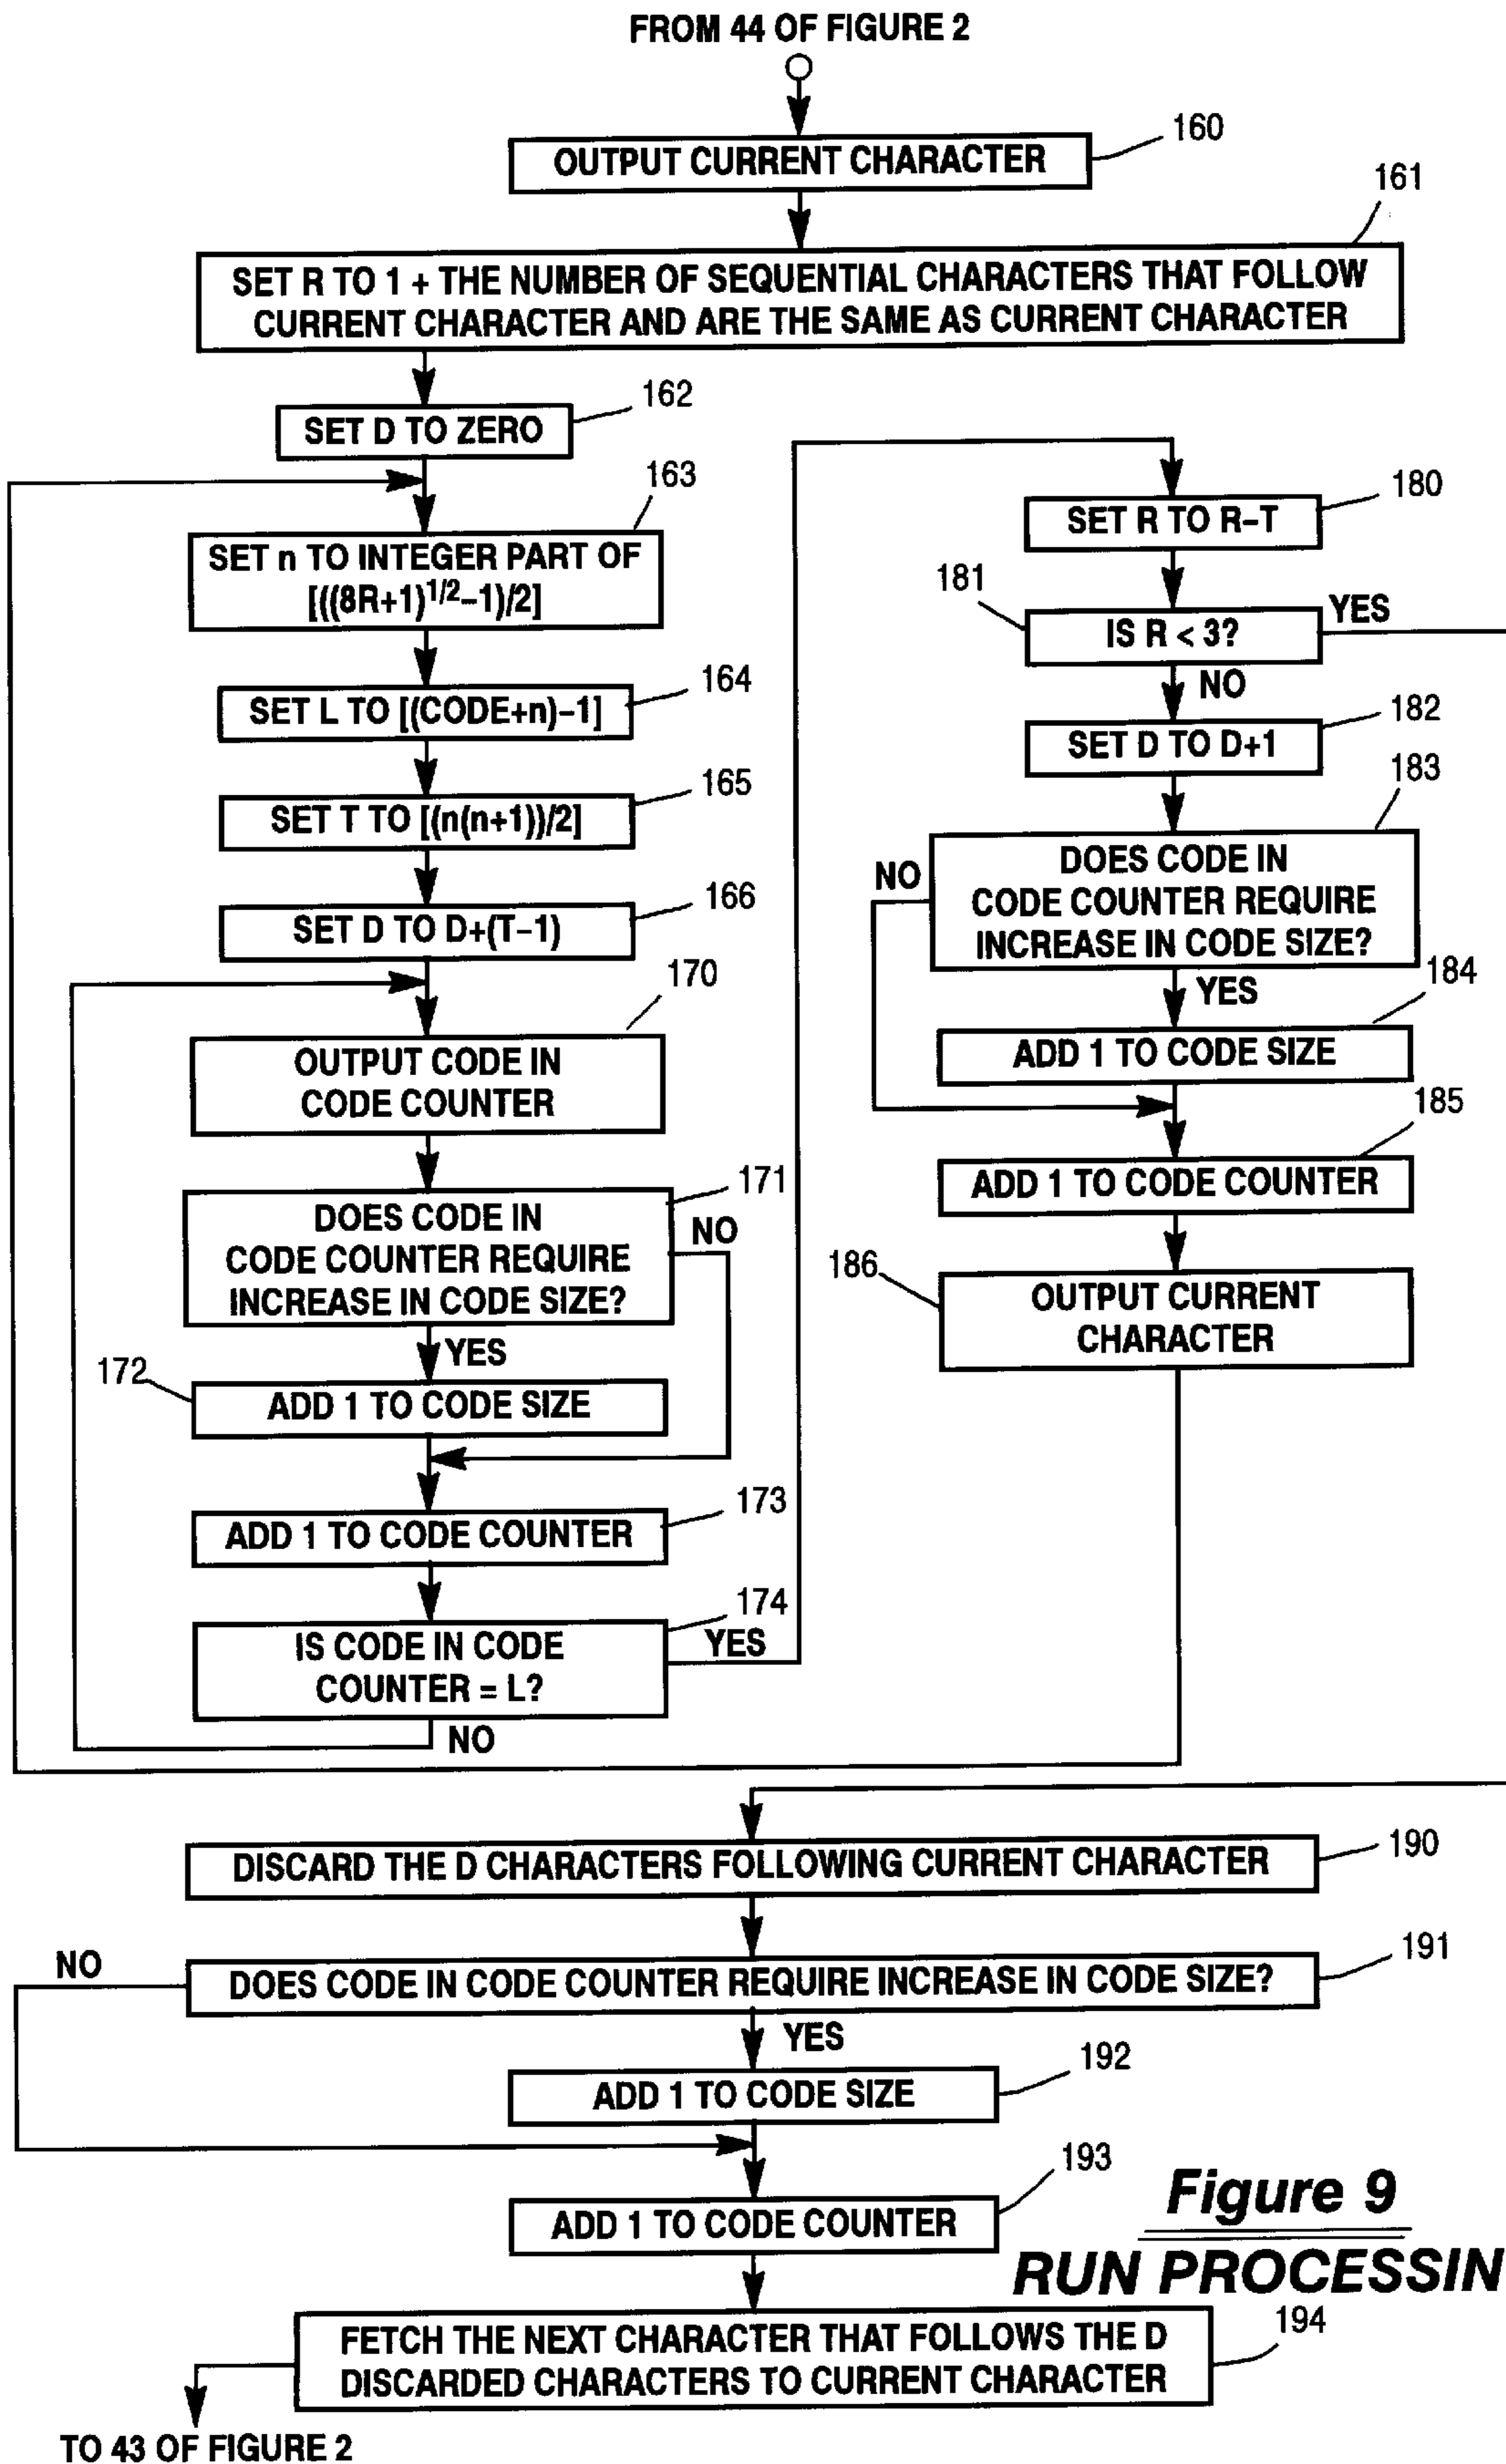 FROM 44 OF FIGURE 2
OUTPUT CURRENT CHARACTER
160
161
SET R TO 1 + THE NUMBER OF SEQUENTIAL CHARACTERS THAT FOLLOW
CURRENT CHARACTER AND ARE THE SAME AS CURRENT CHARACTER
162
SET D TO ZERO
163
SET n TO INTEGER PART OF
[((8R+1)^1/2–1)/2]
164
SET L TO [(CODE+n)–1]
165
SET T TO [(n(n+1))/2]
166
SET D TO D+(T–1)
170
OUTPUT CODE IN
CODE COUNTER
171
DOES CODE IN
CODE COUNTER REQUIRE
INCREASE IN CODE SIZE?
NO
YES
172
ADD 1 TO CODE SIZE
173
ADD 1 TO CODE COUNTER
174
IS CODE IN CODE
COUNTER = L?
YES
NO
180
SET R TO R–T
181
IS R < 3?
YES
NO
182
SET D TO D+1
183
DOES CODE IN
CODE COUNTER REQUIRE
INCREASE IN CODE SIZE?
NO
YES
184
ADD 1 TO CODE SIZE
185
ADD 1 TO CODE COUNTER
186
OUTPUT CURRENT
CHARACTER
190
DISCARD THE D CHARACTERS FOLLOWING CURRENT CHARACTER
191
NO
DOES CODE IN CODE COUNTER REQUIRE INCREASE IN CODE SIZE?
YES
192
ADD 1 TO CODE SIZE
193
ADD 1 TO CODE COUNTER
Figure 9
RUN PROCESSIN
194
FETCH THE NEXT CHARACTER THAT FOLLOWS THE D
DISCARDED CHARACTERS TO CURRENT CHARACTER
TO 43 OF FIGURE 2